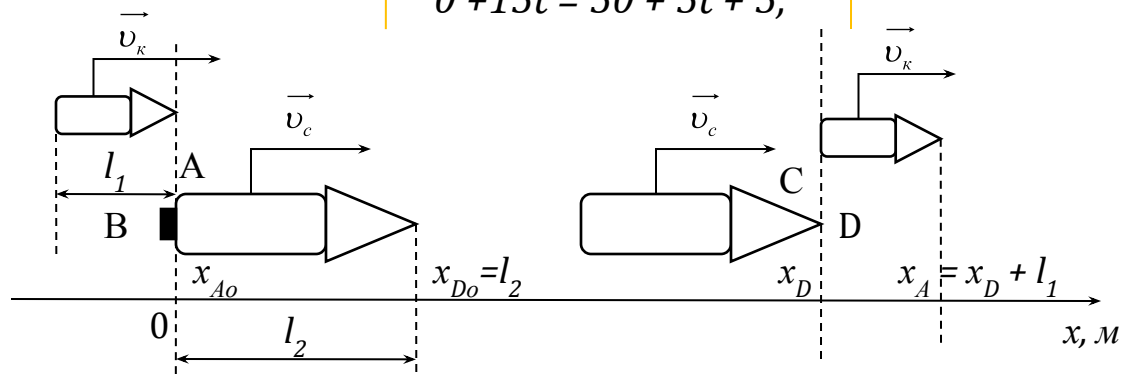 υ_к υ_к
υ_с υ_с
l_1 A C
B D
x_Ao x_Do=l_2 x_D x_A = x_D + l_1
0 l_2 x, м